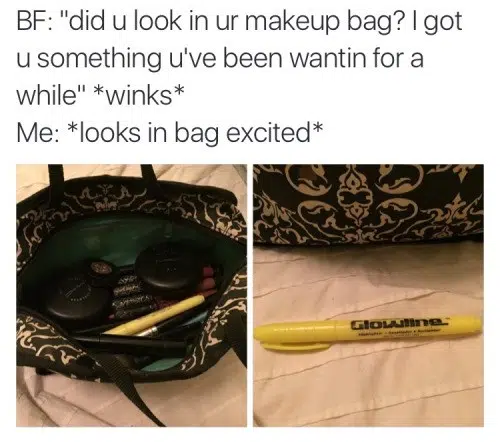 BF: "did u look in ur makeup bag? I got
u something u've been wantin for a
while" *winks*
Me: *looks in bag excited*
Glowline